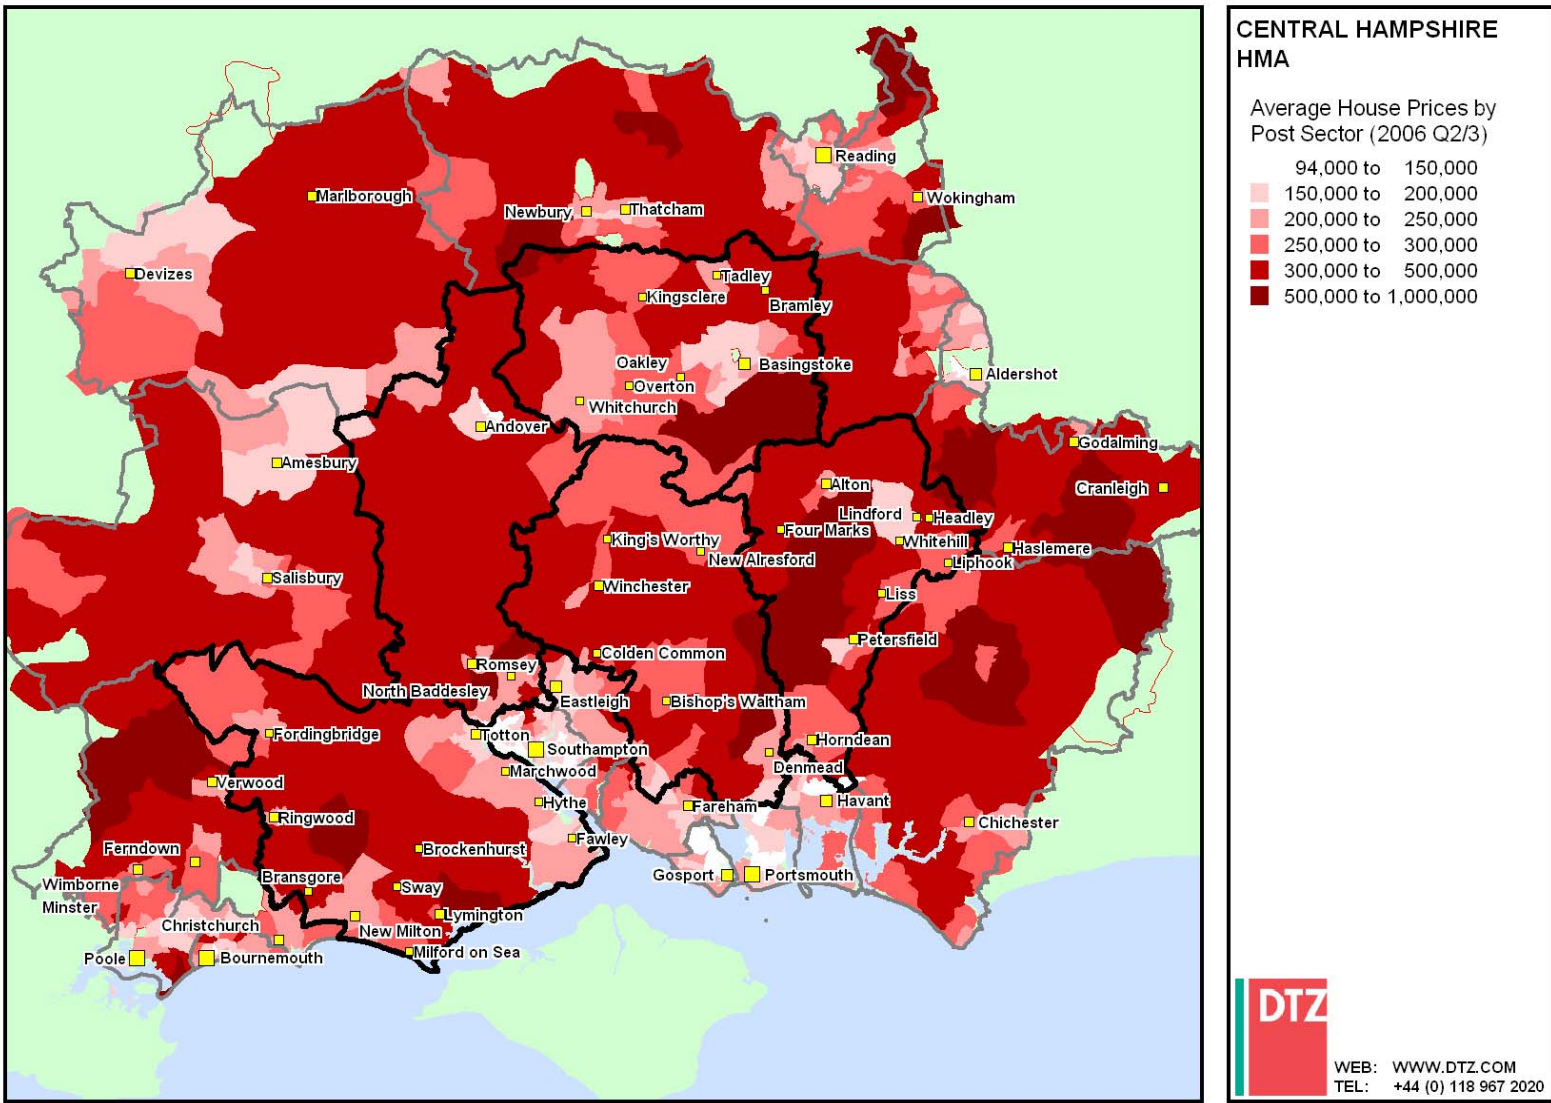 CENTRAL HAMPSHIRE
HMA
Average House Prices by
Post Sector (2006 Q2/3)
94,000 to 150,000
150,000 to 200,000
200,000 to 250,000
250,000 to 300,000
300,000 to 500,000
500,000 to 1,000,000
Reading
Marlborough
Wokingham
Newbury
Thatcham
Devizes
Tadley
Kingsclere
Bramley
Oakley
Basingstoke
Overton
Aldershot
Whitchurch
Andover
Godalming
Amesbury
Alton
Cranleigh
Lindford
Headley
Four Marks
King's Worthy
Whitehill
Haslemere
New Alresford
Liphook
Salisbury
Winchester
Liss
Petersfield
Colden Common
Romsey
North Baddesley
Eastleigh
Bishop's Waltham
Fordingbridge
Totton
Horndean
Southampton
Denmead
Marchwood
Verwood
Hythe
Fareham
Havant
Ringwood
Chichester
Fawley
Ferndown
Brockenhurst
Gosport
Portsmouth
Wimborne
Minster
Bransgore
Sway
Lymington
Christchurch
New Milton
Milford on Sea
Poole
Bournemouth
DTZ
WEB: WWW.DTZ.COM
TEL: +44 (0) 118 967 2020